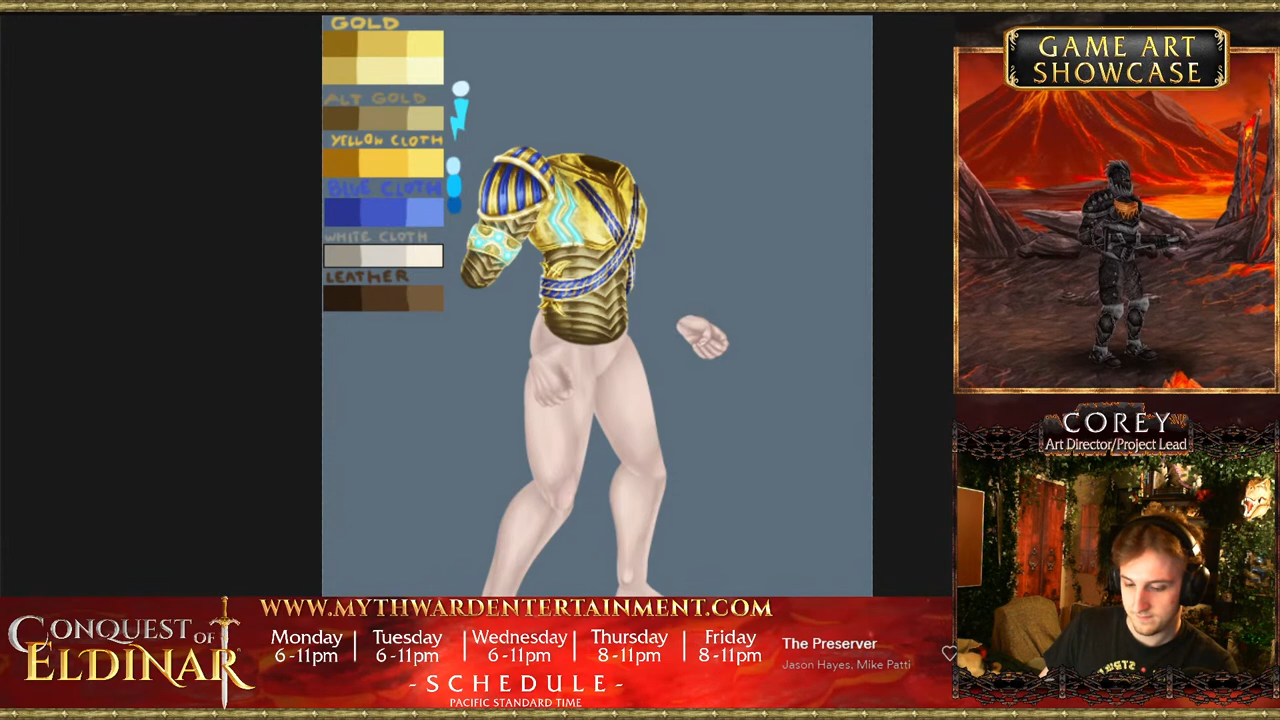 GOLD
ALT GOLD
YELLOW CLOTH
BLUE CLOTH
WHITE CLOTH
LEATHER
GAME ART
SHOWCASE
COREY
Art Director/Project Lead
CONQUEST OF
ELDINAR
WWW.MYTHWARDENTERTAINMENT.COM
Monday | Tuesday | Wednesday | Thursday | Friday
6-11pm 6-11pm 6-11pm 8-11pm 8-11pm
-SCHEDULE-
PACIFIC STANDARD TIME
The Preserver
Jason Hayes, Mike Patti